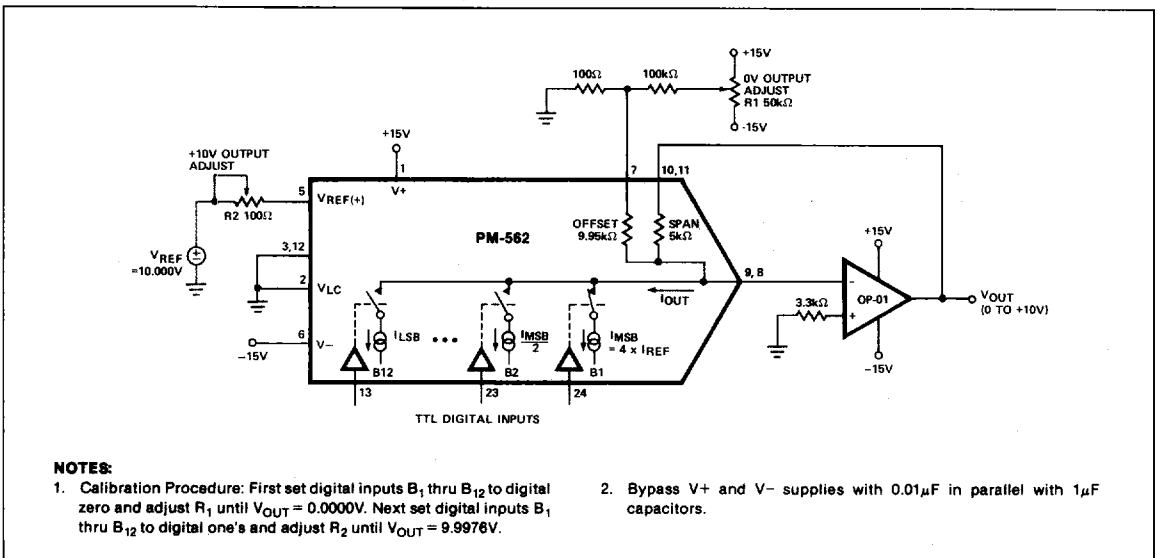 +15V
100Ω
100kΩ
0V OUTPUT
ADJUST
R1 50kΩ
-15V
+15V
+10V OUTPUT
ADJUST
1
7
10,11
V+
5
VREF(+)
R2 100Ω
OFFSET
9.95kΩ
SPAN
5kΩ
PM-562
+15V
VREF
=10.000V
3,12
9, 8
2
VLC
IOUT
-
OP-01
VOUT
(0 TO +10V)
3.3kΩ
+
6
V-
-15V
ILSB
•••
IMSB
2
IMSB
= 4 x IREF
-15V
B12
B2
B1
13
23
24
TTL DIGITAL INPUTS
NOTES:
1. Calibration Procedure: First set digital inputs B1 thru B12 to digital
zero and adjust R1 until VOUT = 0.0000V. Next set digital inputs B1
thru B12 to digital one's and adjust R2 until VOUT = 9.9976V.
2. Bypass V+ and V- supplies with 0.01μF in parallel with 1μF
capacitors.